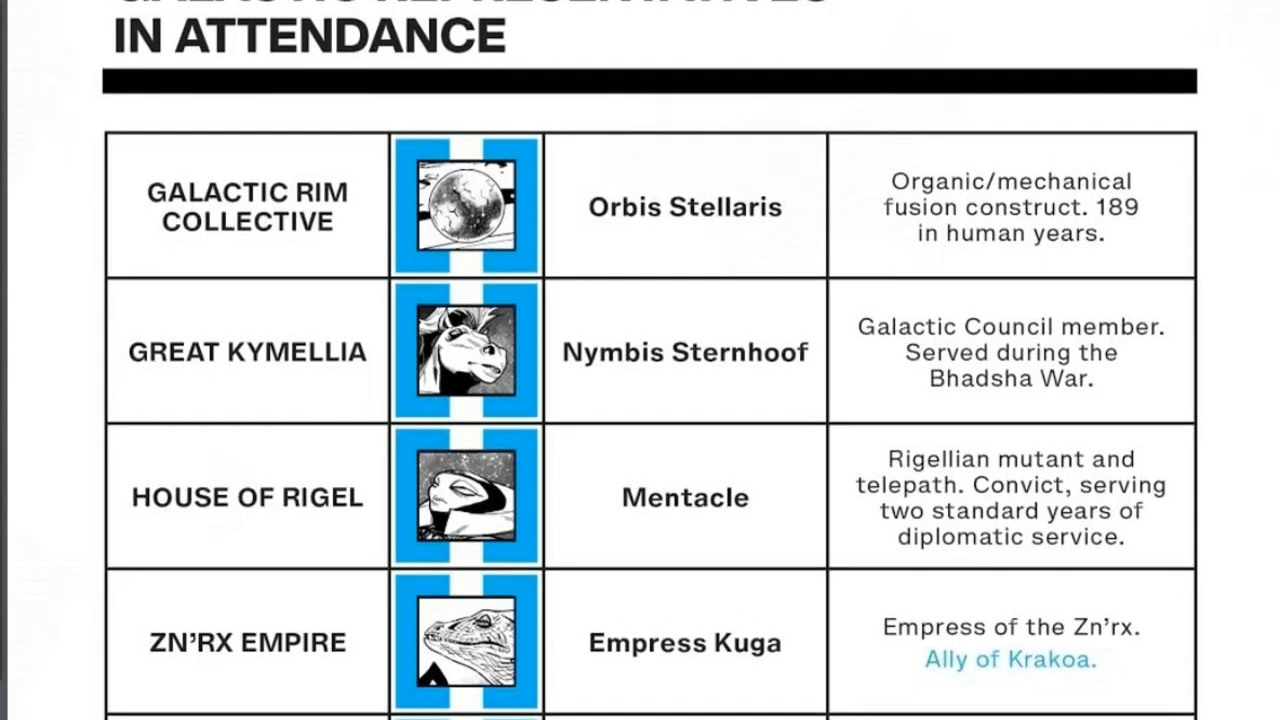 IN ATTENDANCE
GALACTIC RIM
COLLECTIVE
Orbis Stellaris
Organic/mechanical
fusion construct. 189
in human years.
GREAT KYMELLIA
Nymbis Sternhoof
Galactic Council member.
Served during the
Bhadsha War.
HOUSE OF RIGEL
Mentacle
Rigellian mutant and
telepath. Convict, serving
two standard years of
diplomatic service.
ZN’RX EMPIRE
Empress Kuga
Empress of the Zn’rx.
Ally of Krakoa.